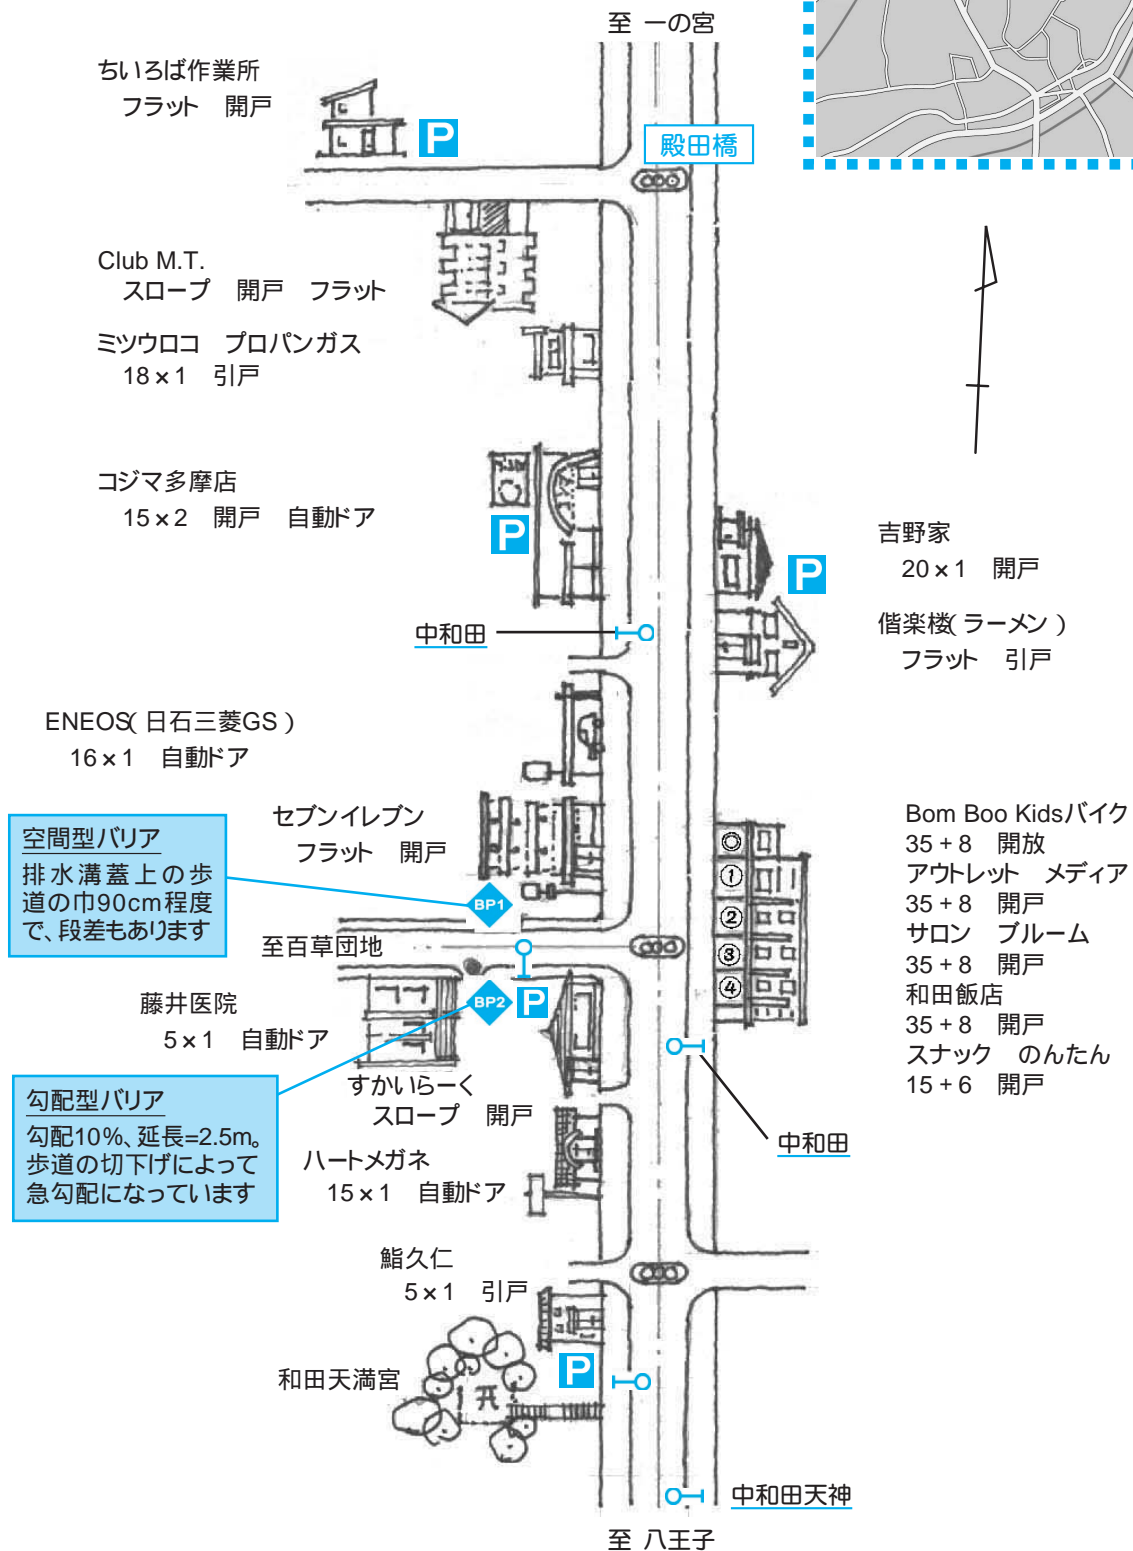 至 一の宮
ちいろば作業所
フラット　開戸
P
殿田橋
Club M.T.
スロープ　開戸　フラット
ミツウロコ　プロパンガス
18×1　引戸
コジマ多摩店
15×2　開戸　自動ドア
P
吉野家
20×1　開戸
P
偕楽楼(ラーメン)
フラット　引戸
中和田
ENEOS(日石三菱GS)
16×1　自動ドア
セブンイレブン
フラット　開戸
空間型バリア
排水溝蓋上の歩
道の巾90cm程度
で、段差もあります
BP1
至百草団地
◎
①
②
③
④
Bom Boo Kidsバイク
35+8　開放
アウトレット　メディア
35+8　開戸
サロン　ブルーム
35+8　開戸
和田飯店
35+8　開戸
スナック　のんたん
15+6　開戸
藤井医院
5×1　自動ドア
BP2
P
すかいらーく
スロープ　開戸
勾配型バリア
勾配10%、延長=2.5m。
歩道の切下げによって
急勾配になっています
中和田
ハートメガネ
15×1　自動ドア
鮨久仁
5×1　引戸
和田天満宮
P
中和田天神
至 八王子